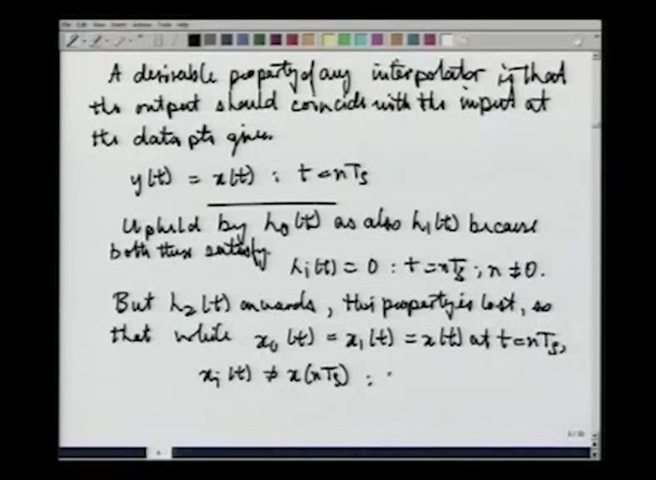 A desirable property of any interpolator is that
the output should coincide with the input at
the data pts given.
y(t) = x(t) : t = nTs
Upheld by h0(t) as also h1(t) because
both these satisfy
hi(t) = 0 : t = nTs ; n ≠ 0.
But h2(t) onwards, this property is lost, so
that while x0(t) = x1(t) = x(t) at t = nTs,
xi(t) ≠ x(nTs) :